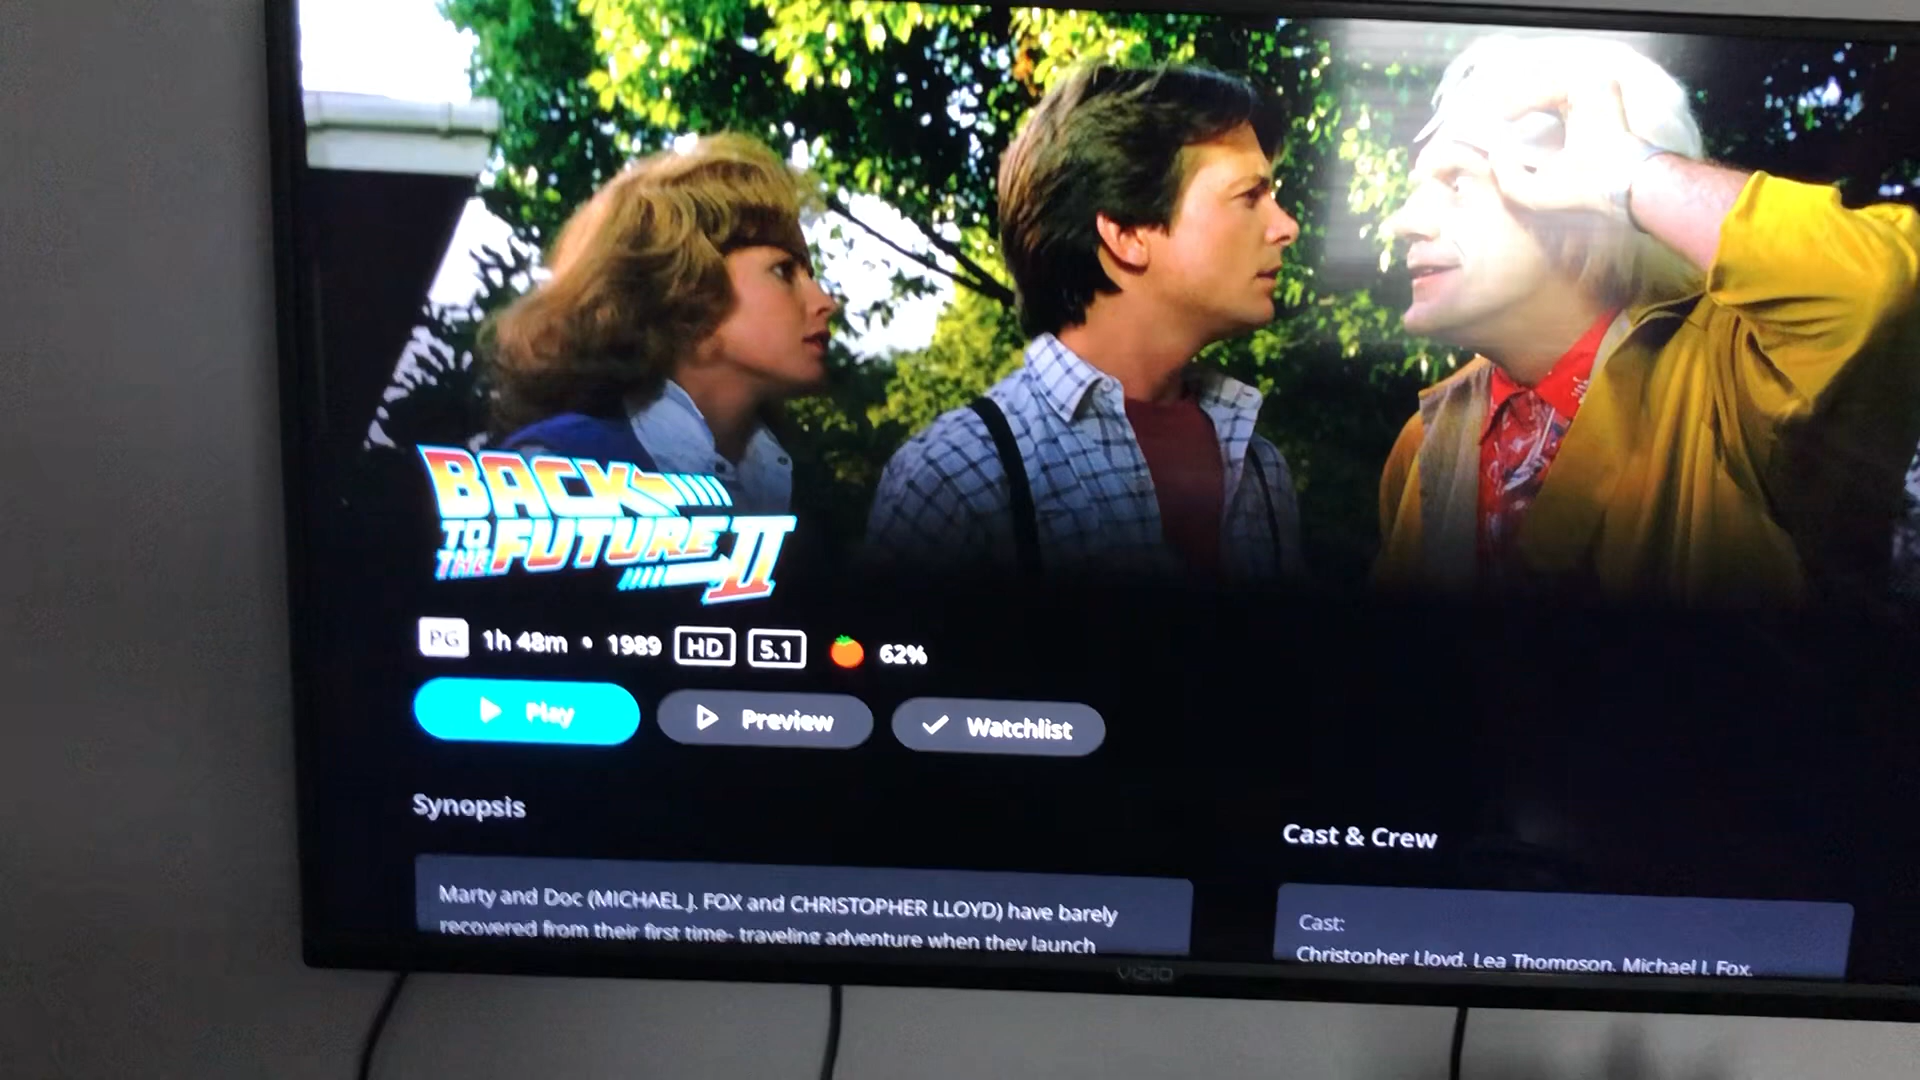 BACK
TO
THE FUTURE II
PG 1h 48m • 1989 HD 5.1 62%
Play Preview Watchlist
Synopsis
Marty and Doc (MICHAEL J. FOX and CHRISTOPHER LLOYD) have barely
recovered from their first time- traveling adventure when they launch
Cast & Crew
Cast:
Christopher Lloyd, Lea Thompson, Michael J. Fox,
VIZIO